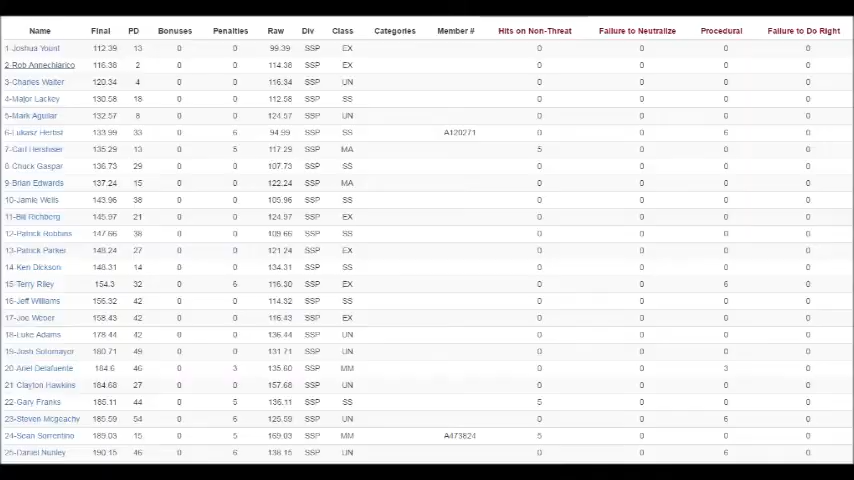 Name Final PD Bonuses Penalties Raw Div Class Categories Member # Hits on Non-Threat Failure to Neutralize Procedural Failure to Do Right
1-Joshua Yount 112.39 13 0 0 99.39 SSP EX 0 0 0 0
2-Rob Annechiarico 116.38 2 0 0 114.38 SSP EX 0 0 0 0
3-Charles Walter 120.34 4 0 0 116.34 SSP UN 0 0 0 0
4-Major Lackey 130.58 18 0 0 112.58 SSP SS 0 0 0 0
5-Mark Aguilar 132.57 8 0 0 124.57 SSP UN 0 0 0 0
6-Lukasz Herbst 133.99 33 0 6 94.99 SSP SS A120271 0 0 6 0
7-Carl Hershiser 135.29 13 0 5 117.29 SSP MA 5 0 0 0
8-Chuck Gaspar 136.73 29 0 0 107.73 SSP SS 0 0 0 0
9-Brian Edwards 137.24 15 0 0 122.24 SSP MA 0 0 0 0
10-Jamie Wells 143.96 38 0 0 105.96 SSP SS 0 0 0 0
11-Bill Richberg 145.97 21 0 0 124.97 SSP EX 0 0 0 0
12-Patrick Robbins 147.66 38 0 0 109.66 SSP SS 0 0 0 0
13-Patrick Parker 148.24 27 0 0 121.24 SSP EX 0 0 0 0
14-Ken Dickson 148.31 14 0 0 134.31 SSP SS 0 0 0 0
15-Terry Riley 154.3 32 0 6 116.30 SSP EX 0 0 6 0
16-Jeff Williams 156.32 42 0 0 114.32 SSP SS 0 0 0 0
17-Joe Weber 158.43 42 0 0 116.43 SSP EX 0 0 0 0
18-Luke Adams 178.44 42 0 0 136.44 SSP UN 0 0 0 0
19-Josh Sotomayor 180.71 49 0 0 131.71 SSP UN 0 0 0 0
20-Ariel Delafuente 184.6 46 0 3 135.60 SSP MM 0 0 3 0
21-Clayton Hawkins 184.68 27 0 0 157.68 SSP UN 0 0 0 0
22-Gary Franks 185.11 44 0 5 136.11 SSP SS 5 0 0 0
23-Steven Mcgeachy 185.59 54 0 6 125.59 SSP UN 0 0 6 0
24-Sean Sorrentino 189.03 15 0 5 169.03 SSP MM A473824 5 0 0 0
25-Daniel Nunley 190.15 46 0 6 138.15 SSP UN 0 0 6 0